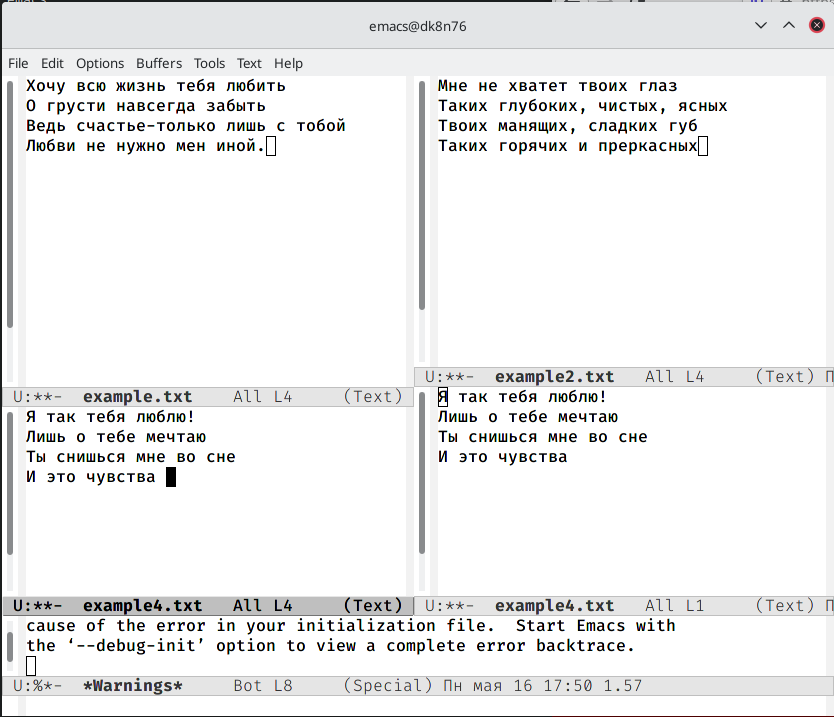 emacs@dk8n76
File Edit Options Buffers Tools Text Help
Хочу всю жизнь тебя любить
О грусти навсегда забыть
Ведь счастье-только лишь с тобой
Любви не нужно мен иной.
U:**- example.txt All L4 (Text)
Мне не хватет твоих глаз
Таких глубоких, чистых, ясных
Твоих манящих, сладких губ
Таких горячих и преркасных
U:**- example2.txt All L4 (Text) П
Я так тебя люблю!
Лишь о тебе мечтаю
Ты снишься мне во сне
И это чувства
U:**- example4.txt All L4 (Text)
Я так тебя люблю!
Лишь о тебе мечтаю
Ты снишься мне во сне
И это чувства
U:**- example4.txt All L1 (Text) П
cause of the error in your initialization file. Start Emacs with
the ‘--debug-init’ option to view a complete error backtrace.
U:%*- *Warnings* Bot L8 (Special) Пн мая 16 17:50 1.57